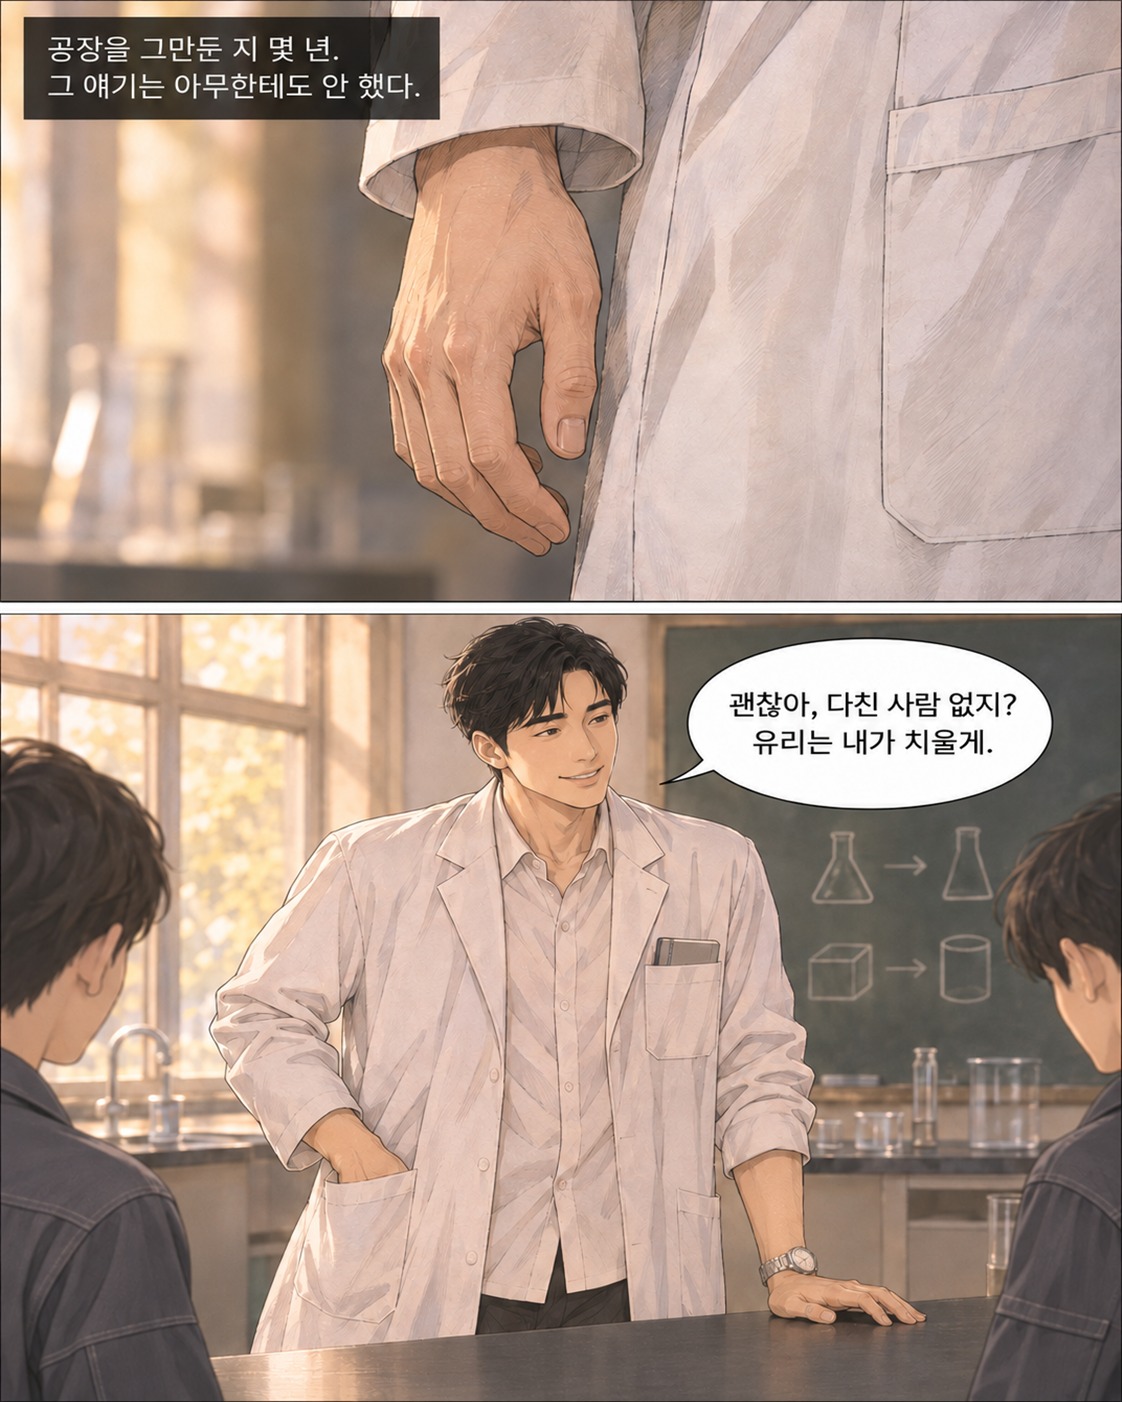 공장을 그만둔 지 몇 년.
그 얘기는 아무한테도 안 했다.
괜찮아, 다친 사람 없지?
유리는 내가 치울게.